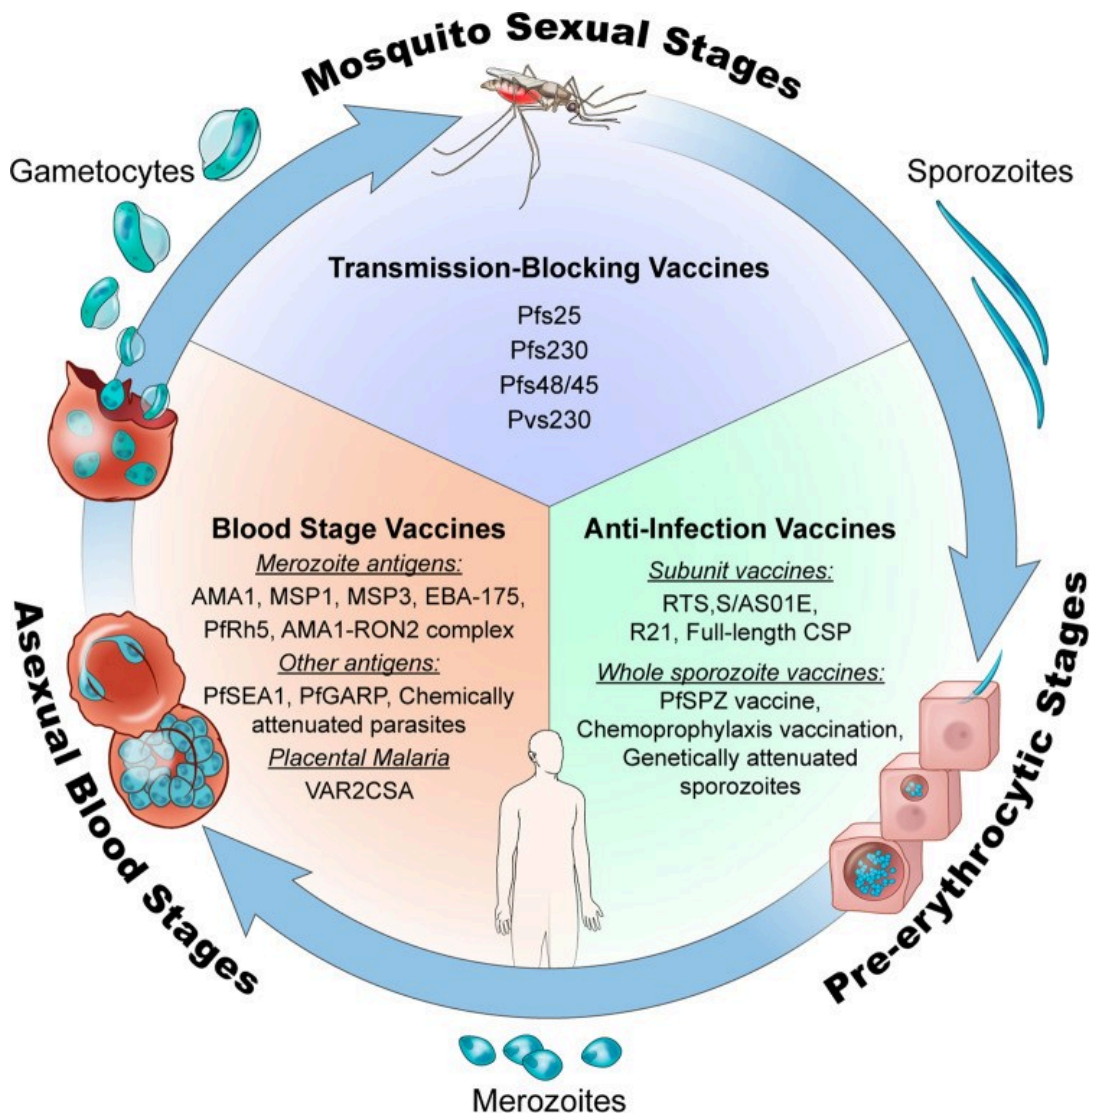 Mosquito Sexual Stages
Gametocytes
Sporozoites
Transmission-Blocking Vaccines
Pfs25
Pfs230
Pfs48/45
Pvs230
Blood Stage Vaccines
Merozoite antigens:
AMA1, MSP1, MSP3, EBA-175,
PfRh5, AMA1-RON2 complex
Other antigens:
PfSEA1, PfGARP, Chemically
attenuated parasites
Placental Malaria
VAR2CSA
Anti-Infection Vaccines
Subunit vaccines:
RTS,S/AS01E,
R21, Full-length CSP
Whole sporozoite vaccines:
PfSPZ vaccine,
Chemoprophylaxis vaccination,
Genetically attenuated
sporozoites
Asexual Blood Stages
Pre-erythrocytic Stages
Merozoites